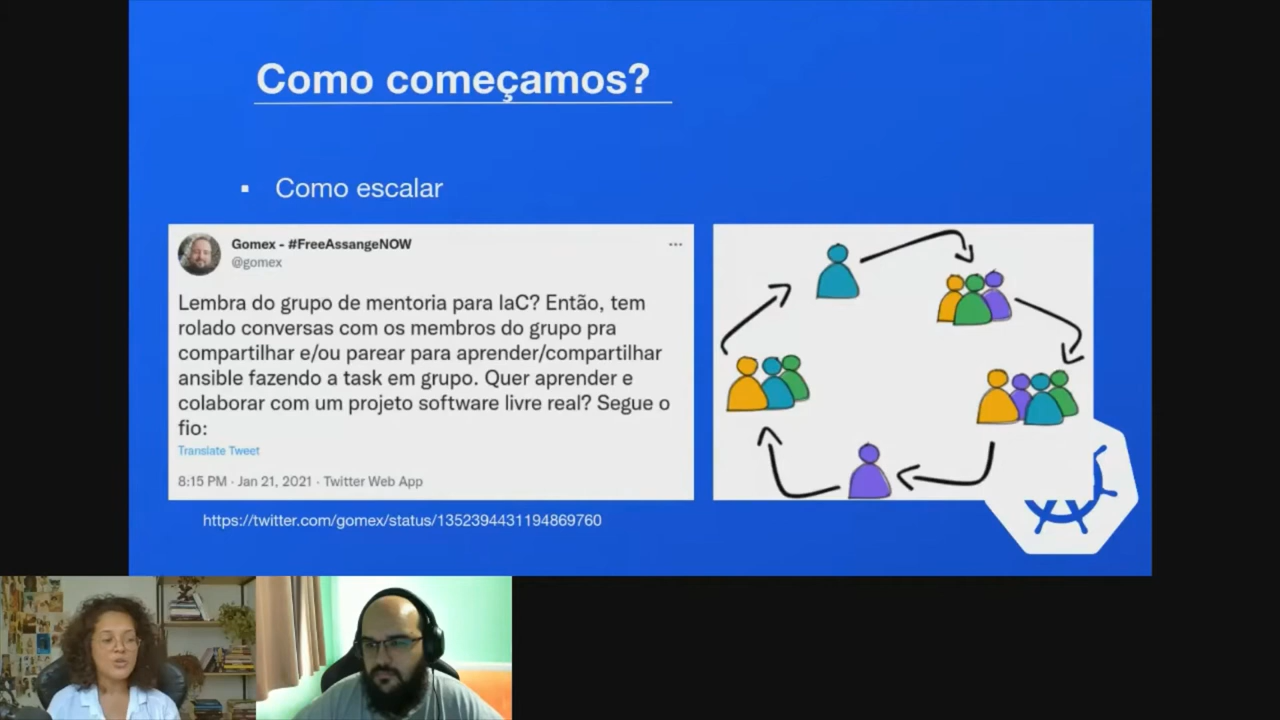 Como começamos?
▪ Como escalar
Gomex - #FreeAssangeNOW
@gomex
Lembra do grupo de mentoria para IaC? Então, tem
rolado conversas com os membros do grupo pra
compartilhar e/ou parear para aprender/compartilhar
ansible fazendo a task em grupo. Quer aprender e
colaborar com um projeto software livre real? Segue o
fio:
Translate Tweet
8:15 PM · Jan 21, 2021 · Twitter Web App
https://twitter.com/gomex/status/1352394431194869760